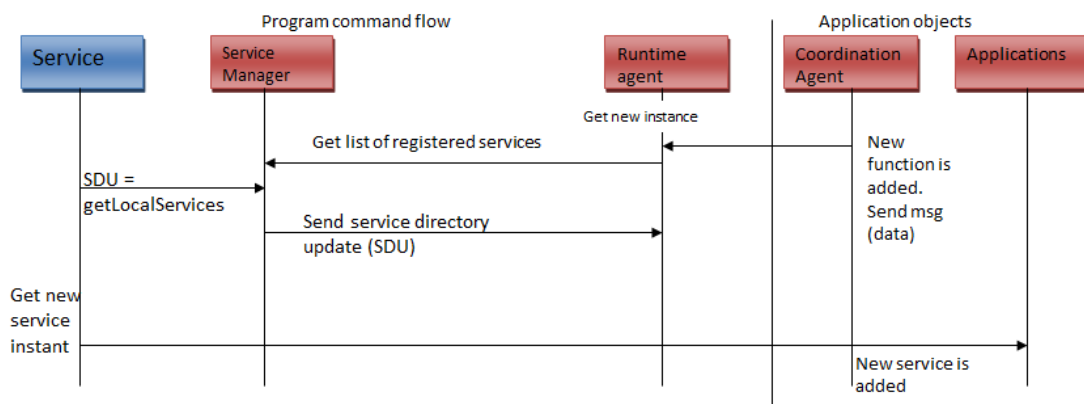 Program command flow
Application objects
Service
Service
Manager
Runtime
agent
Coordination
Agent
Applications
Get new instance
Get list of registered services
New
function is
added.
Send msg
(data)
SDU =
getLocalServices
Send service directory
update (SDU)
Get new
service
instant
New service is
added